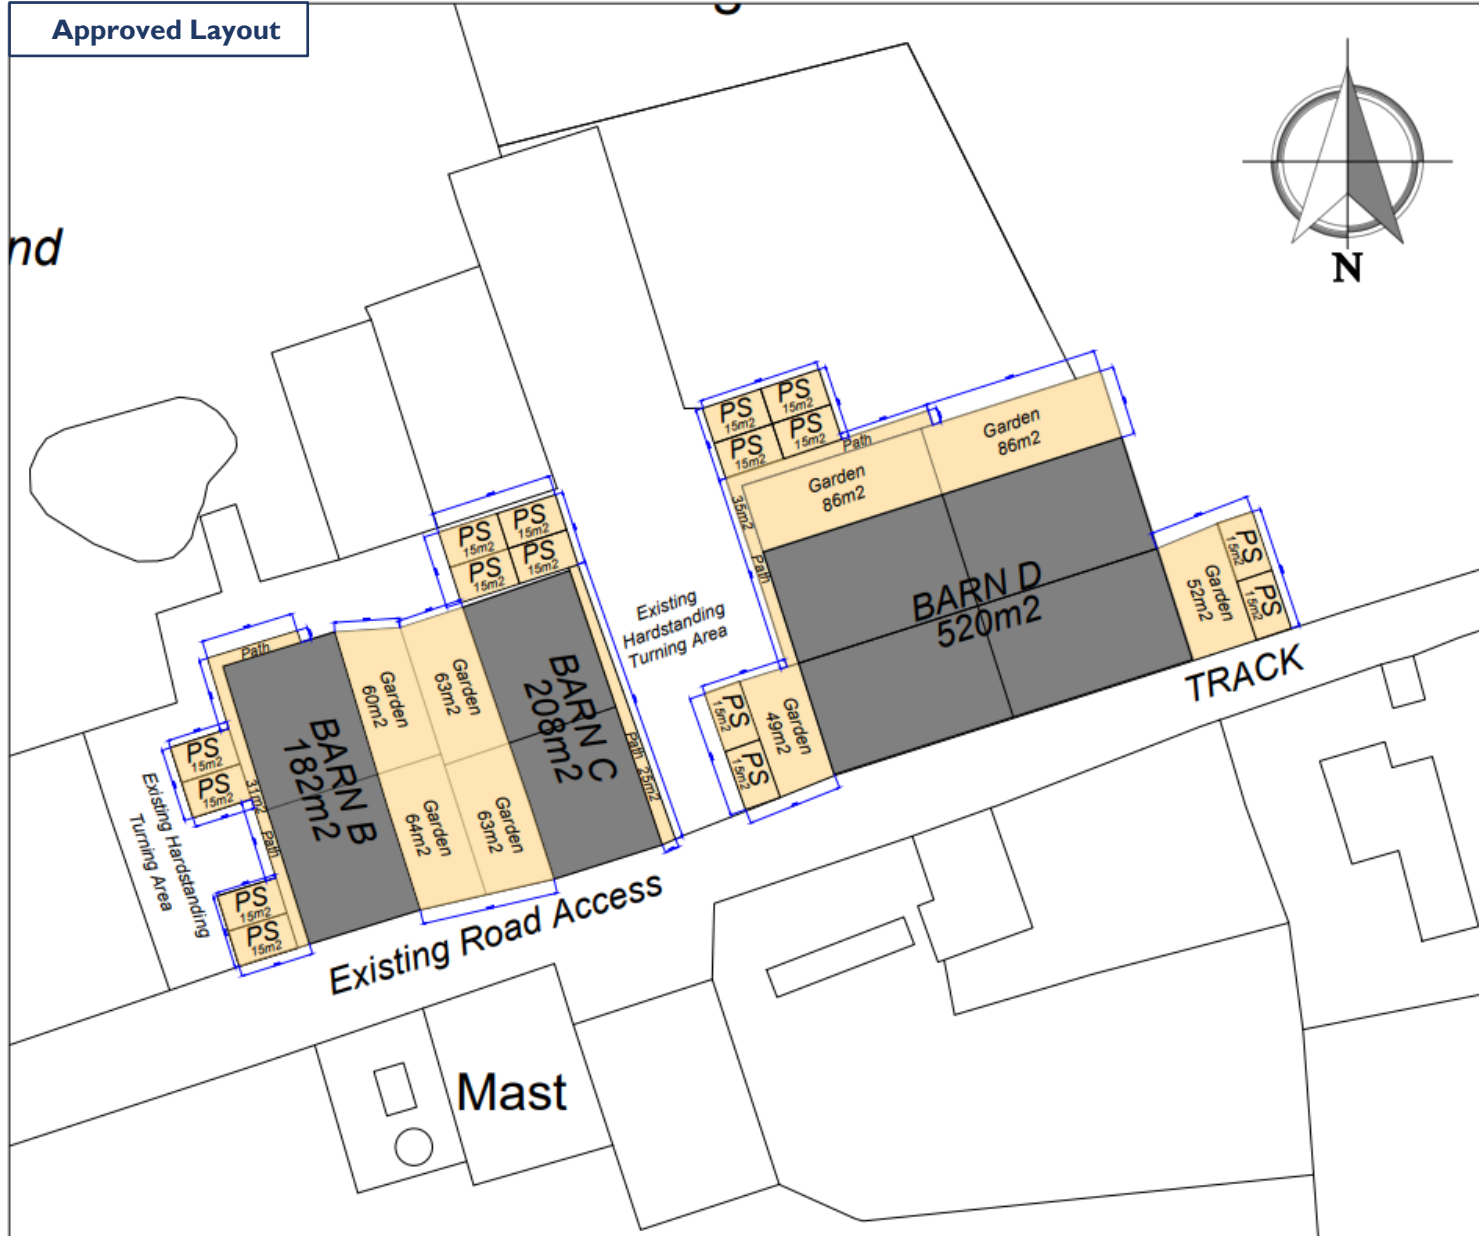 Approved Layout
nd
N
PS
15m2
PS
15m2
PS
15m2
PS
15m2
Path
Garden
86m2
Garden
86m2
35m2
Path
BARN D
520m2
PS
15m2
PS
15m2
Garden
52m2
TRACK
PS
15m2
PS
15m2
PS
15m2
PS
15m2
Existing
Hardstanding
Turning Area
Path
Garden
60m2
Garden
63m2
BARN C
208m2
Path
25m2
PS
15m2
PS
15m2
Garden
49m2
PS
15m2
PS
15m2
31m2
Path
BARN B
182m2
Garden
64m2
Garden
63m2
Existing Hardstanding
Turning Area
PS
15m2
PS
15m2
Existing Road Access
Mast